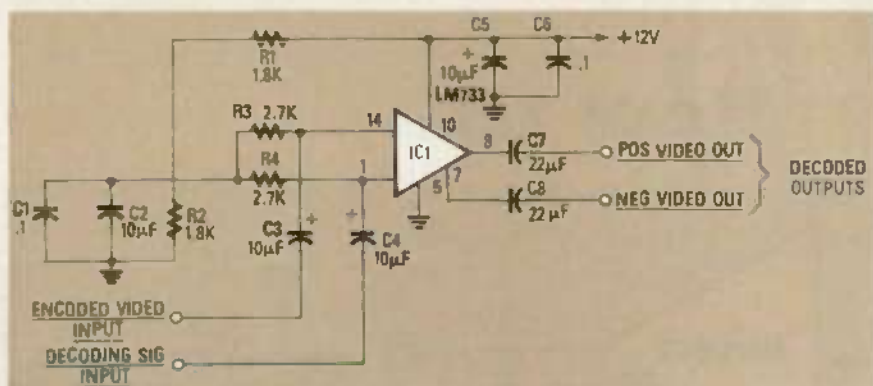 R1
1.8K
C5
+
10µF
LM733
C6
.1
+12V
R3 2.7K
14
10
IC1
8
C7
22µF
POS VIDEO OUT
R4
2.7K
1
5
7
C8
22µF
NEG VIDEO OUT
DECODED
OUTPUTS
C1
.1
C2
10µF
R2
1.8K
C3
10µF
+
+
C4
10µF
ENCODED VIDEO
INPUT
DECODING SIG
INPUT